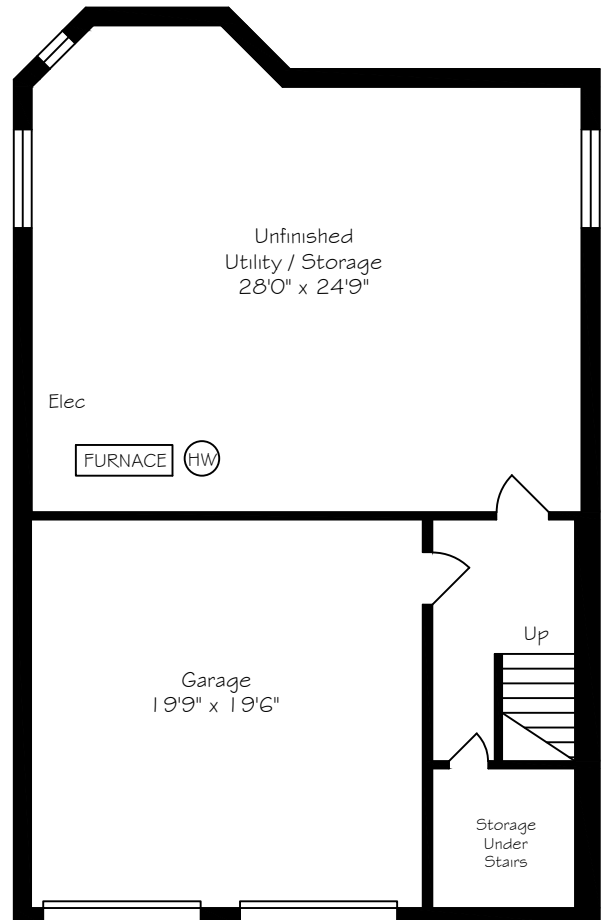 Unfinished
Utility / Storage
28'0" x 24'9"
Elec
FURNACE
HW
Up
Garage
19'9" x 19'6"
Storage
Under
Stairs